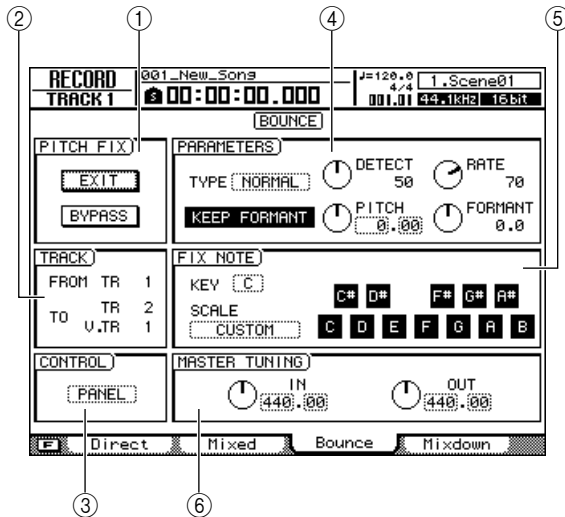 ② ① ④ ⑤
RECORD
TRACK 1
001_New_Song
S 00:00:00.000
♩=120.0
4/4
001.01
1.Scene01
44.1kHz 16bit
BOUNCE
PITCH FIX
EXIT
BYPASS
PARAMETERS
TYPE NORMAL
DETECT
50
RATE
70
KEEP FORMANT
PITCH
0.00
FORMANT
0.0
TRACK
FROM TR 1
TO TR 2
V.TR 1
FIX NOTE
KEY C
SCALE
CUSTOM
C# D# F# G# A#
C D E F G A B
CONTROL
PANEL
MASTER TUNING
IN
440.00
OUT
440.00
F Direct Mixed Bounce Mixdown
③ ⑥